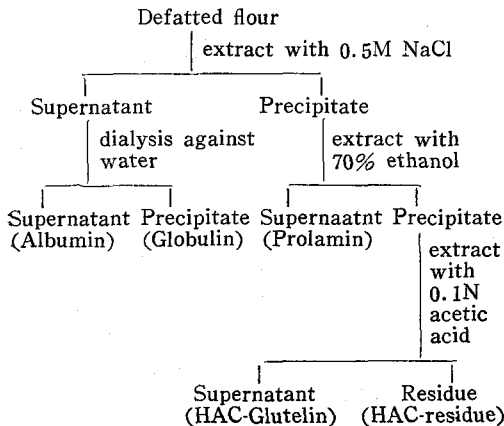 Defatted flour
extract with 0.5M NaCl
Supernatant Precipitate
dialysis against
water
extract with
70% ethanol
Supernatant Precipitate Supernaatnt Precipitate
(Albumin) (Globulin) (Prolamin)
extract
with
0.1N
acetic
acid
Supernatant Residue
(HAC-Glutelin) (HAC-residue)